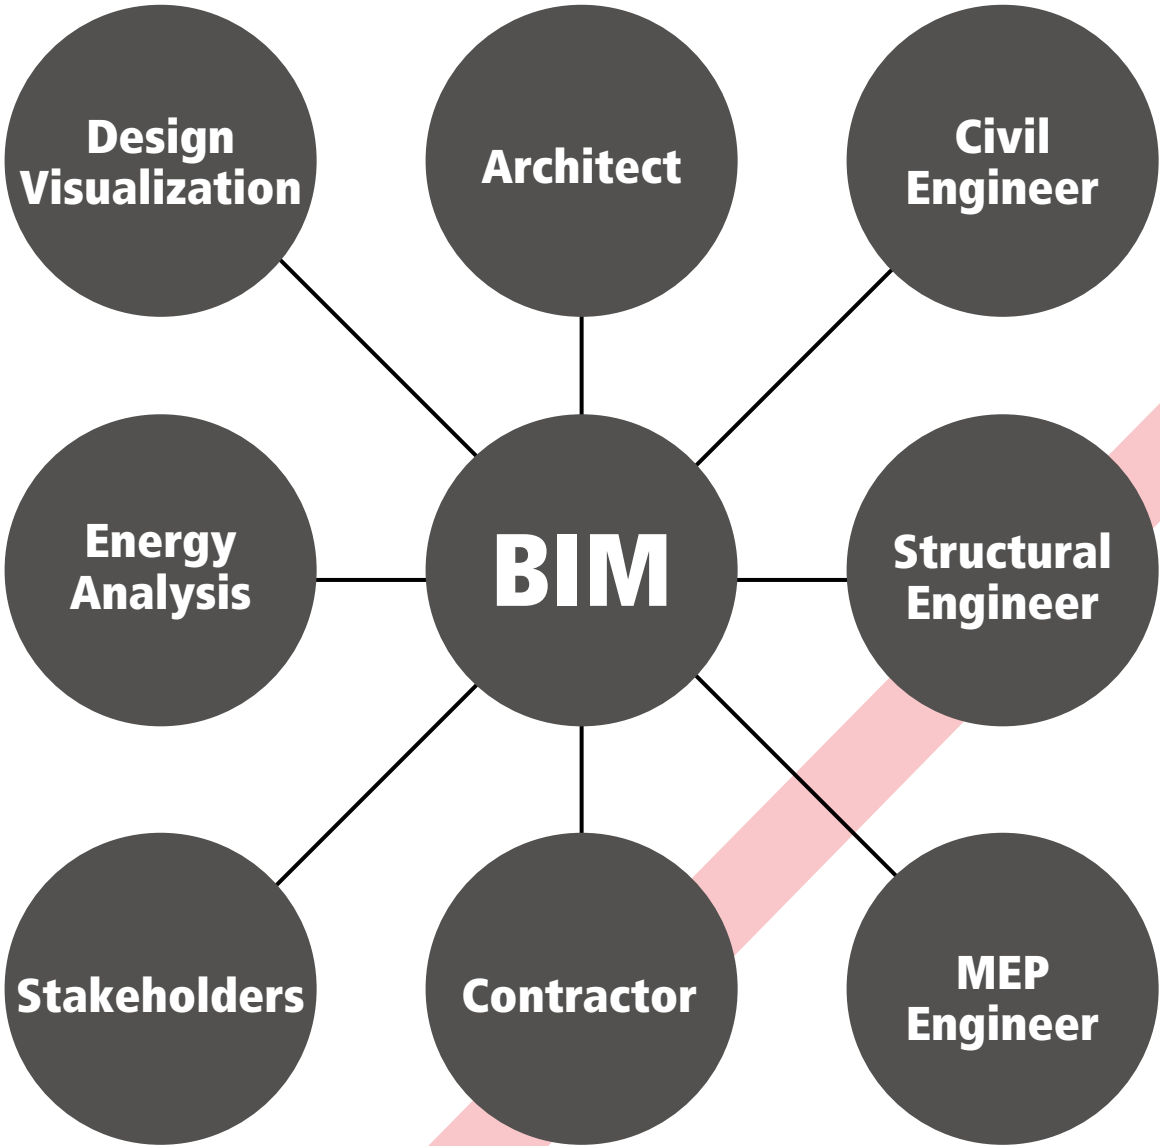 Design
Visualization
Architect
Civil
Engineer
Energy
Analysis
BIM
Structural
Engineer
Stakeholders
Contractor
MEP
Engineer